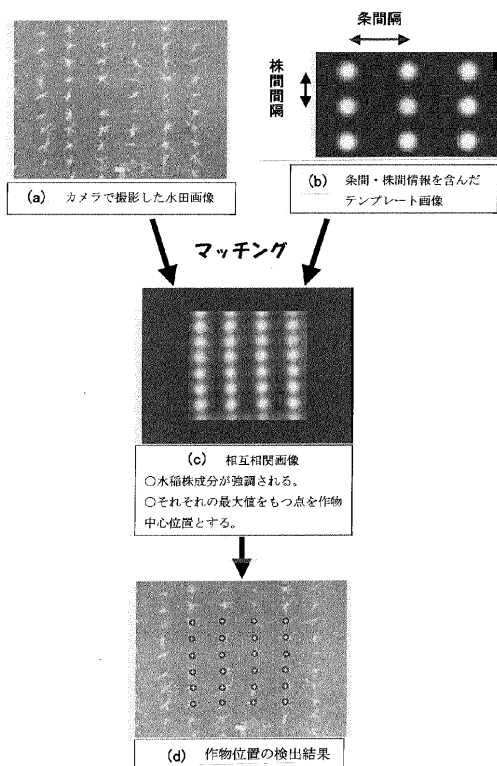 条間隔
株間間隔
(a) カメラで撮影した水田画像
(b) 条間・株間情報を含んだ
テンプレート画像
マッチング
(c) 相互相関画像
○水稲株成分が強調される。
○それぞれの最大値をもつ点を作物
中心位置とする。
(d) 作物位置の検出結果